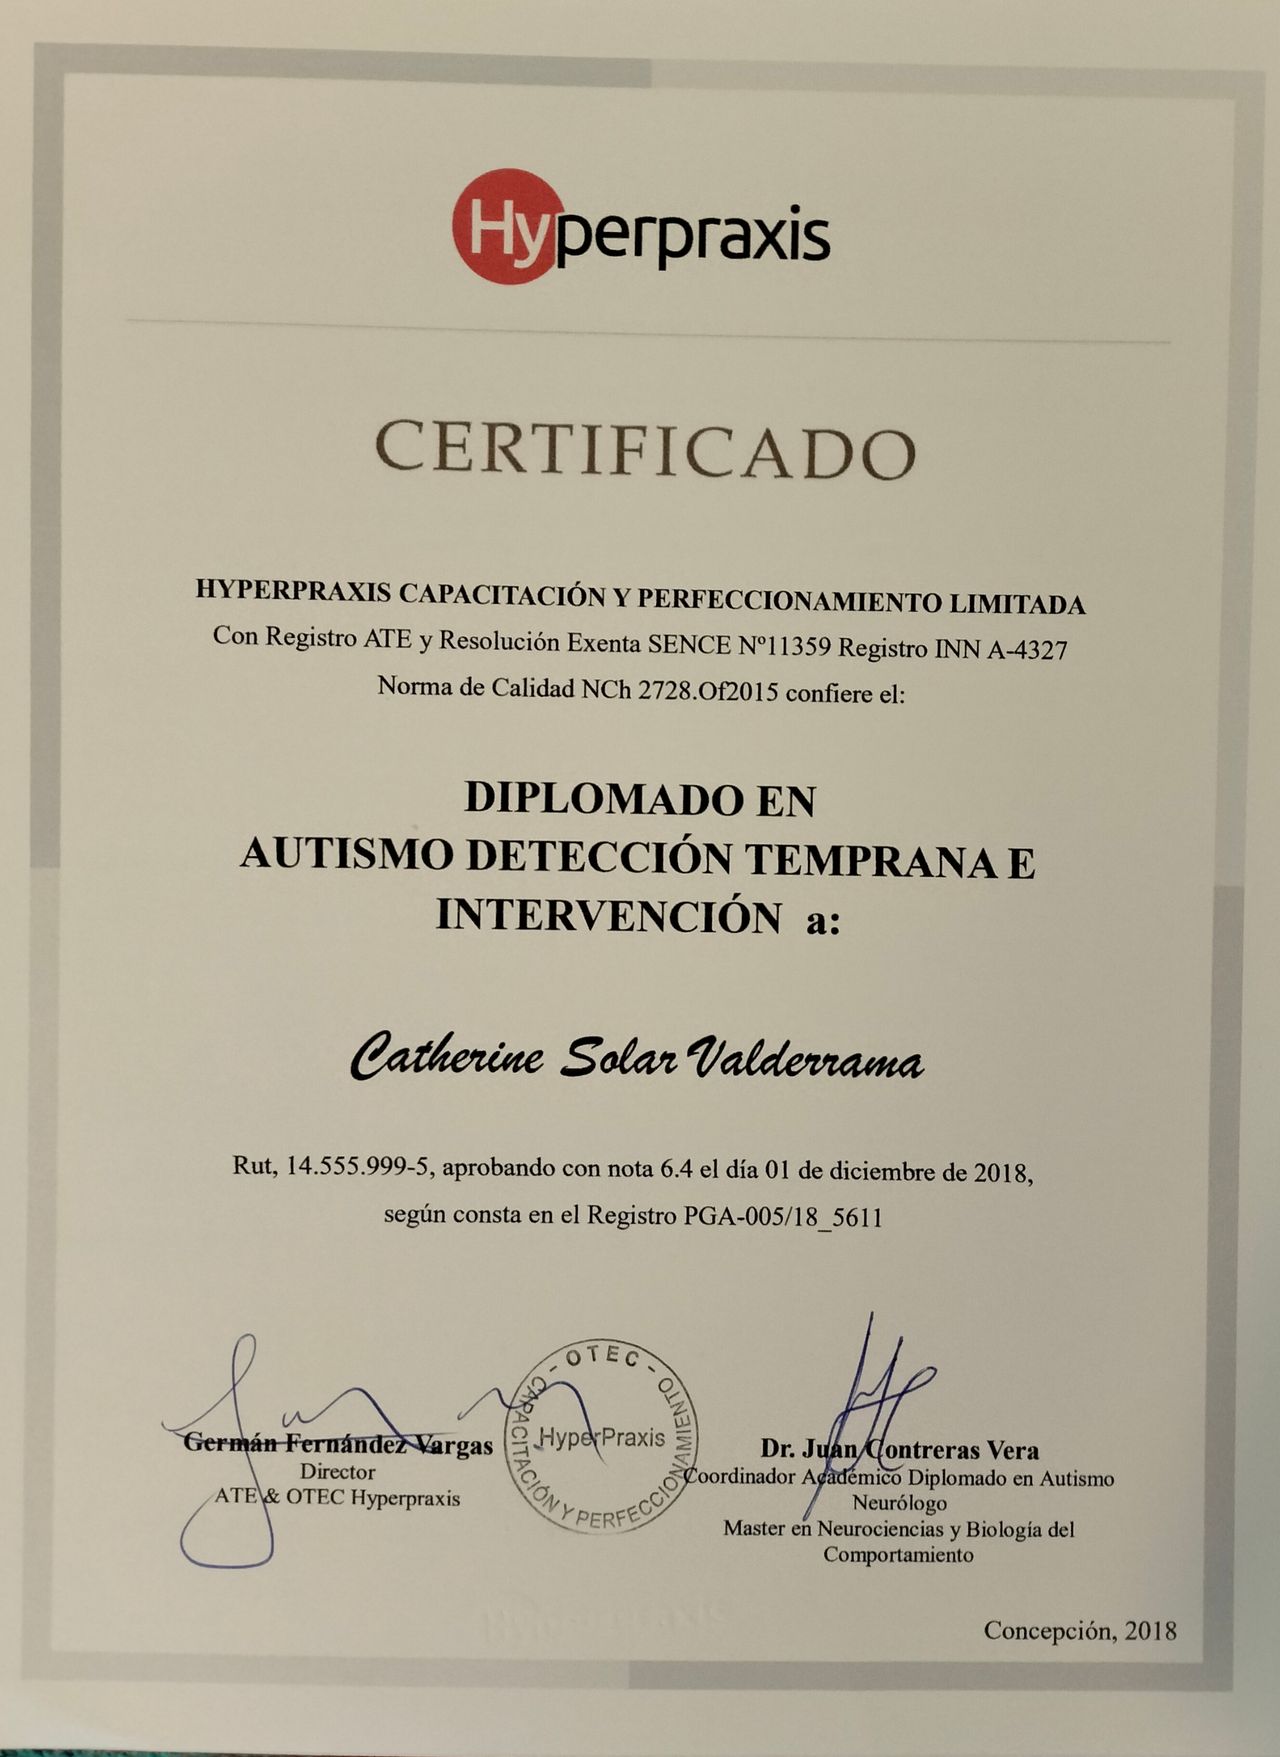 Hyperpraxis
CERTIFICADO
HYPERPRAXIS CAPACITACIÓN Y PERFECCIONAMIENTO LIMITADA
Con Registro ATE y Resolución Exenta SENCE Nº11359 Registro INN A-4327
Norma de Calidad NCh 2728.Of2015 confiere el:
DIPLOMADO EN
AUTISMO DETECCIÓN TEMPRANA E
INTERVENCIÓN a:
Catherine Solar Valderrama
Rut, 14.555.999-5, aprobando con nota 6.4 el día 01 de diciembre de 2018,
según consta en el Registro PGA-005/18_5611
Germán Fernández Vargas
Director
ATE & OTEC Hyperpraxis
- OTEC -
CAPACITACIÓN Y PERFECCIONAMIENTO
HyperPraxis
Dr. Juan Contreras Vera
Coordinador Académico Diplomado en Autismo
Neurólogo
Master en Neurociencias y Biología del
Comportamiento
Concepción, 2018